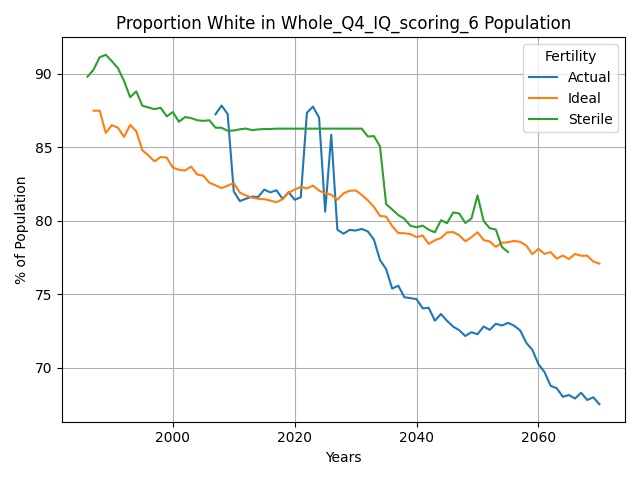 Proportion White in Whole_Q4_IQ_scoring_6 Population
Fertility
Actual
Ideal
Sterile
% of Population
90
85
80
75
70
2000
2020
2040
2060
Years